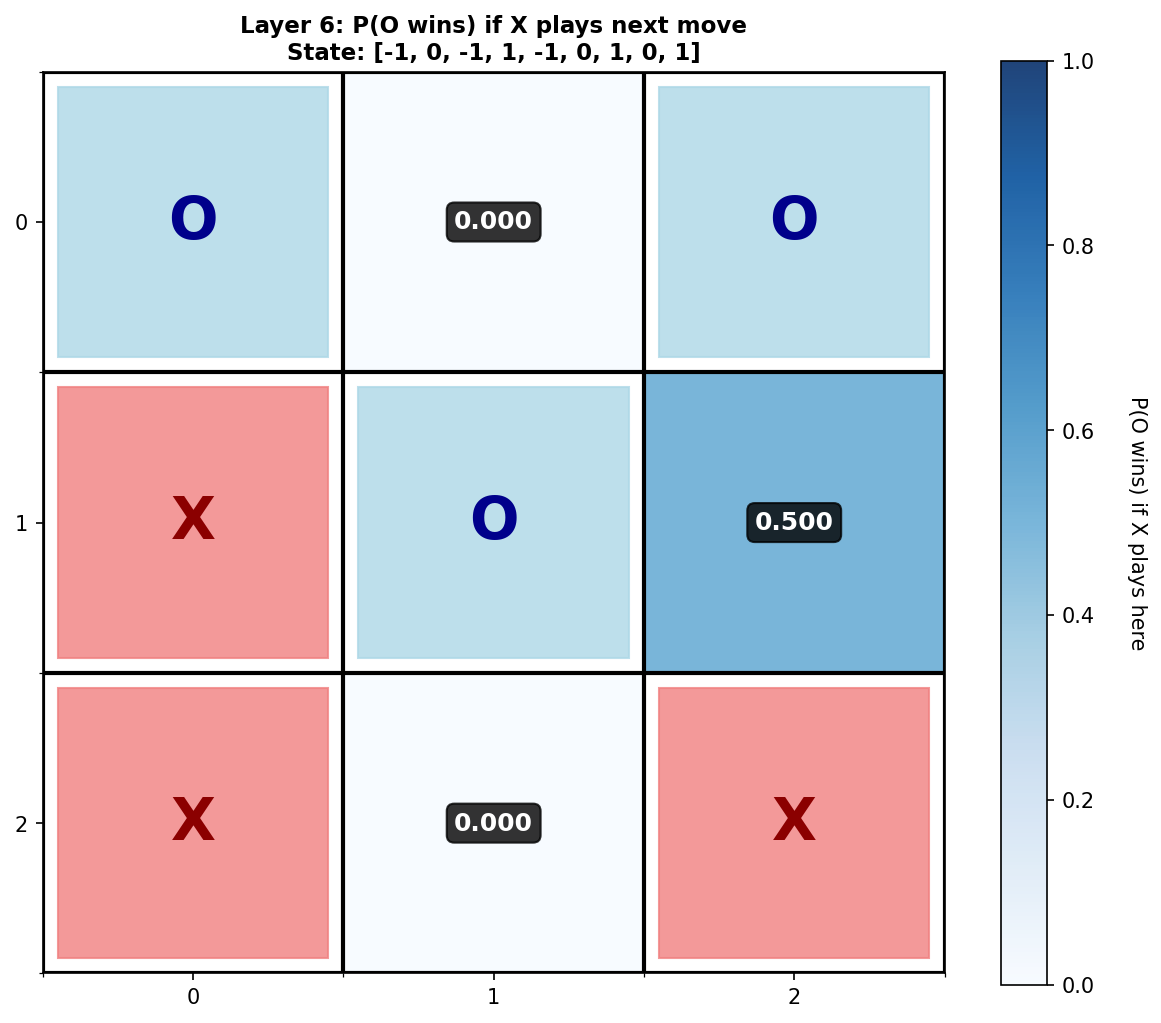 Layer 6: P(O wins) if X plays next move
State: [-1, 0, -1, 1, -1, 0, 1, 0, 1]
0
O
0.000
O
1
X
O
0.500
2
X
0.000
X
0
1
2
1.0
0.8
0.6
0.4
0.2
0.0
P(O wins) if X plays here